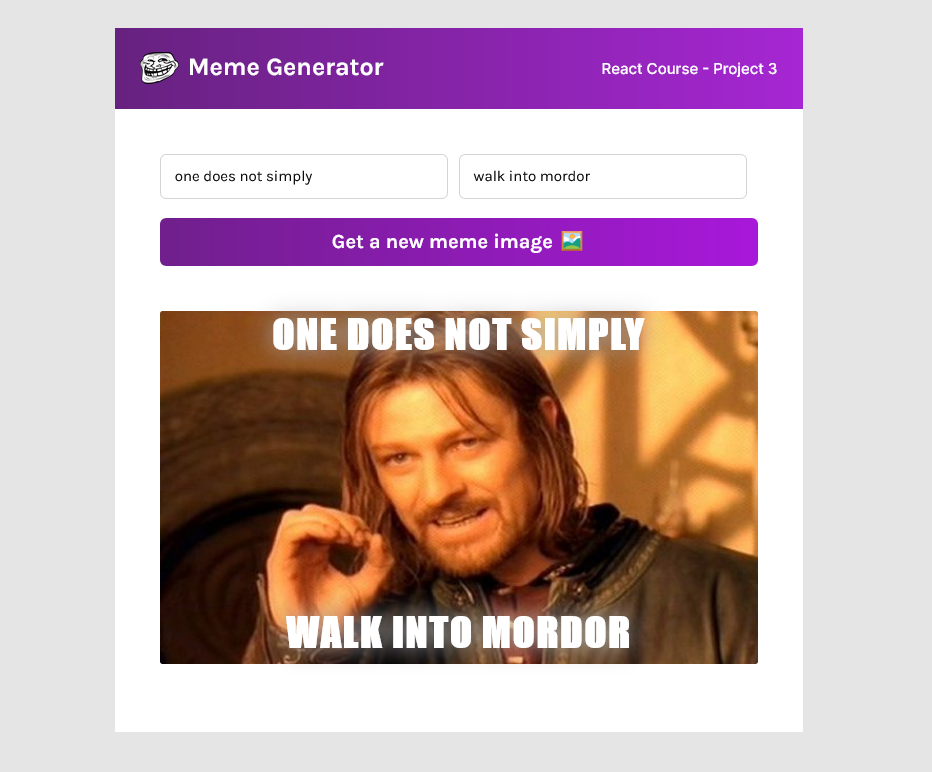 Meme Generator
React Course - Project 3
one does not simply
walk into mordor
Get a new meme image
ONE DOES NOT SIMPLY
WALK INTO MORDOR